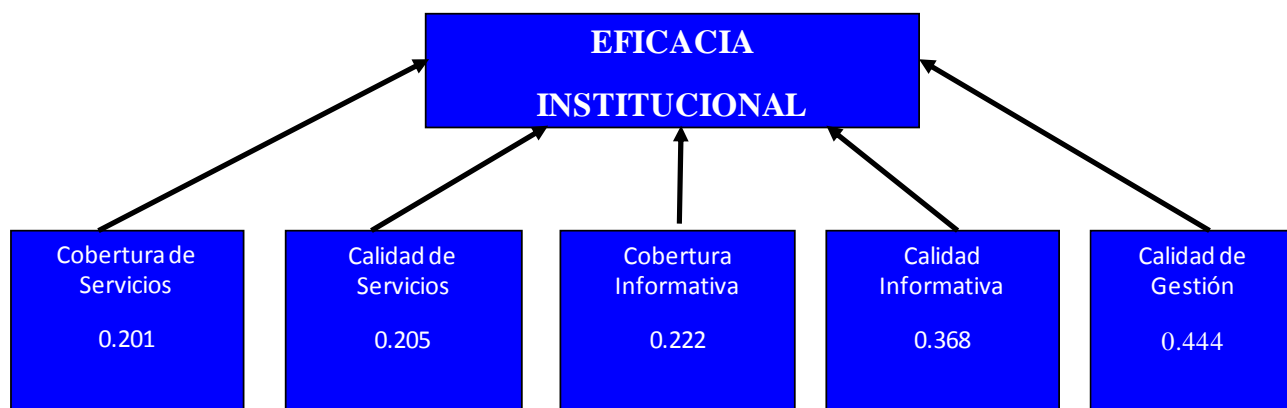 EFICACIA
INSTITUCIONAL
Cobertura de
Servicios
0.201
Calidad de
Servicios
0.205
Cobertura
Informativa
0.222
Calidad
Informativa
0.368
Calidad de
Gestión
0.444